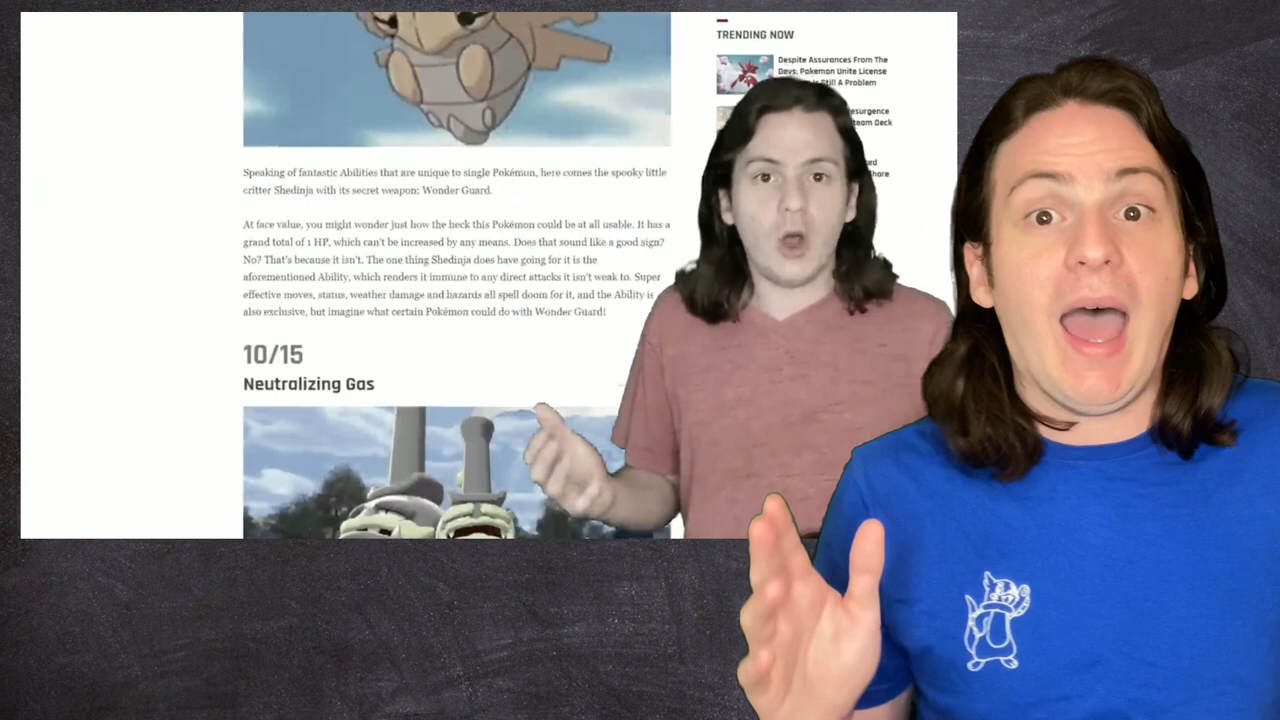 TRENDING NOW
Despite Assurances From The
Devs, Pokemon Unite License
Still A Problem
Speaking of fantastic Abilities that are unique to single Pokémon, here comes the spooky little
critter Shedinja with its secret weapon: Wonder Guard.
At face value, you might wonder just how the heck this Pokémon could be at all usable. It has a
grand total of 1 HP, which can't be increased by any means. Does that sound like a good sign?
No? That's because it isn't. The one thing Shedinja does have going for it is the
aforementioned Ability, which renders it immune to any direct attacks it isn't weak to. Super
effective moves, status, weather damage and hazards all spell doom for it, and the Ability is
also exclusive, but imagine what certain Pokémon could do with Wonder Guard!
10/15
Neutralizing Gas